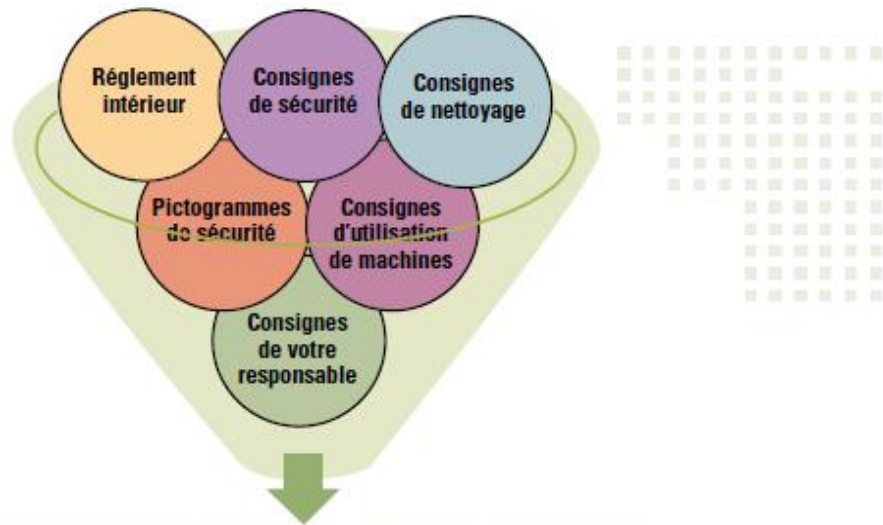 Réglement
intérieur
Consignes
de sécurité
Consignes
de nettoyage
Pictogrammes
de sécurité
Consignes
d'utilisation
de machines
Consignes
de votre
responsable